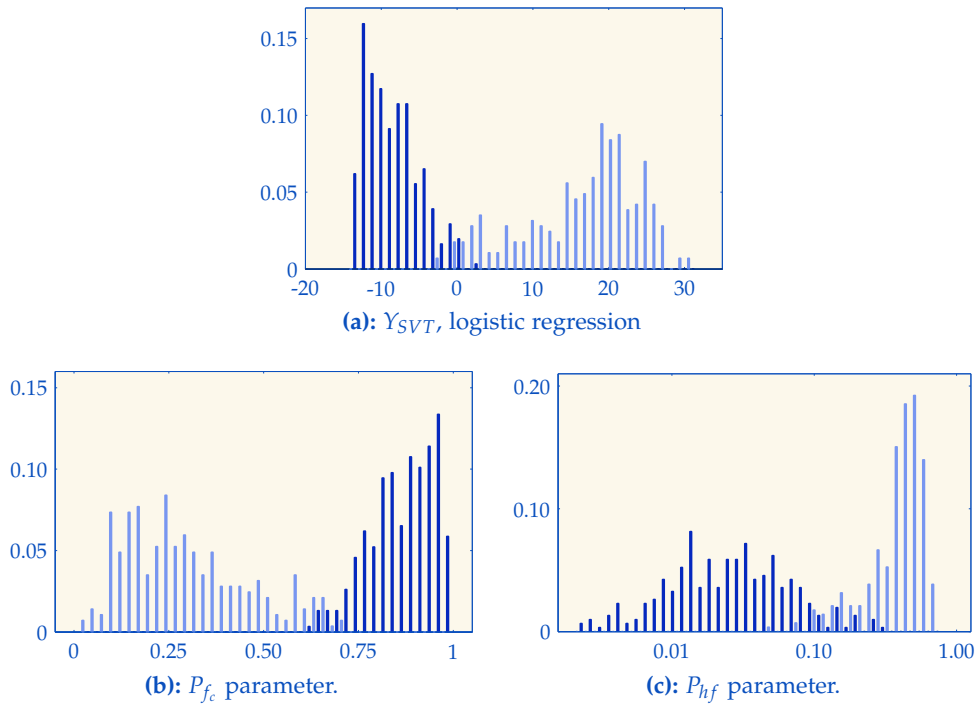 0.15
0.10
0.05
0
-20 -10 0 10 20 30
(a): Y_SVT, logistic regression
0.15
0.10
0.05
0
0 0.25 0.50 0.75 1
(b): P_f_c parameter.
0.20
0.10
0
0.01 0.10 1.00
(c): P_hf parameter.